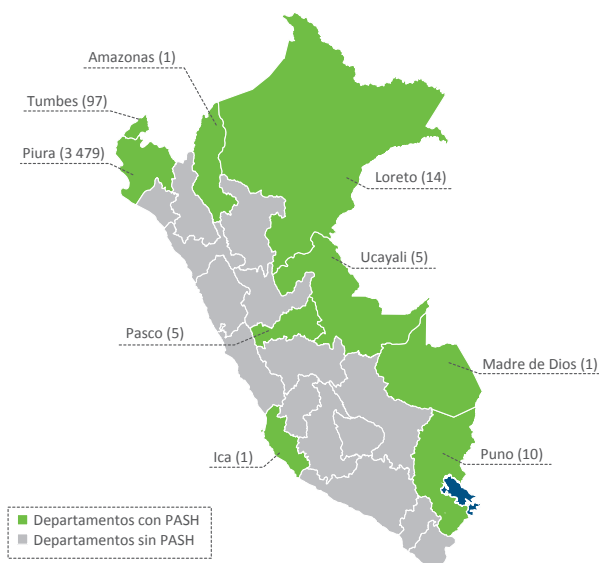 Amazonas (1)
Tumbes (97)
Piura (3 479)
Loreto (14)
Ucayali (5)
Pasco (5)
Madre de Dios (1)
Ica (1)
Puno (10)
Departamentos con PASH
Departamentos sin PASH